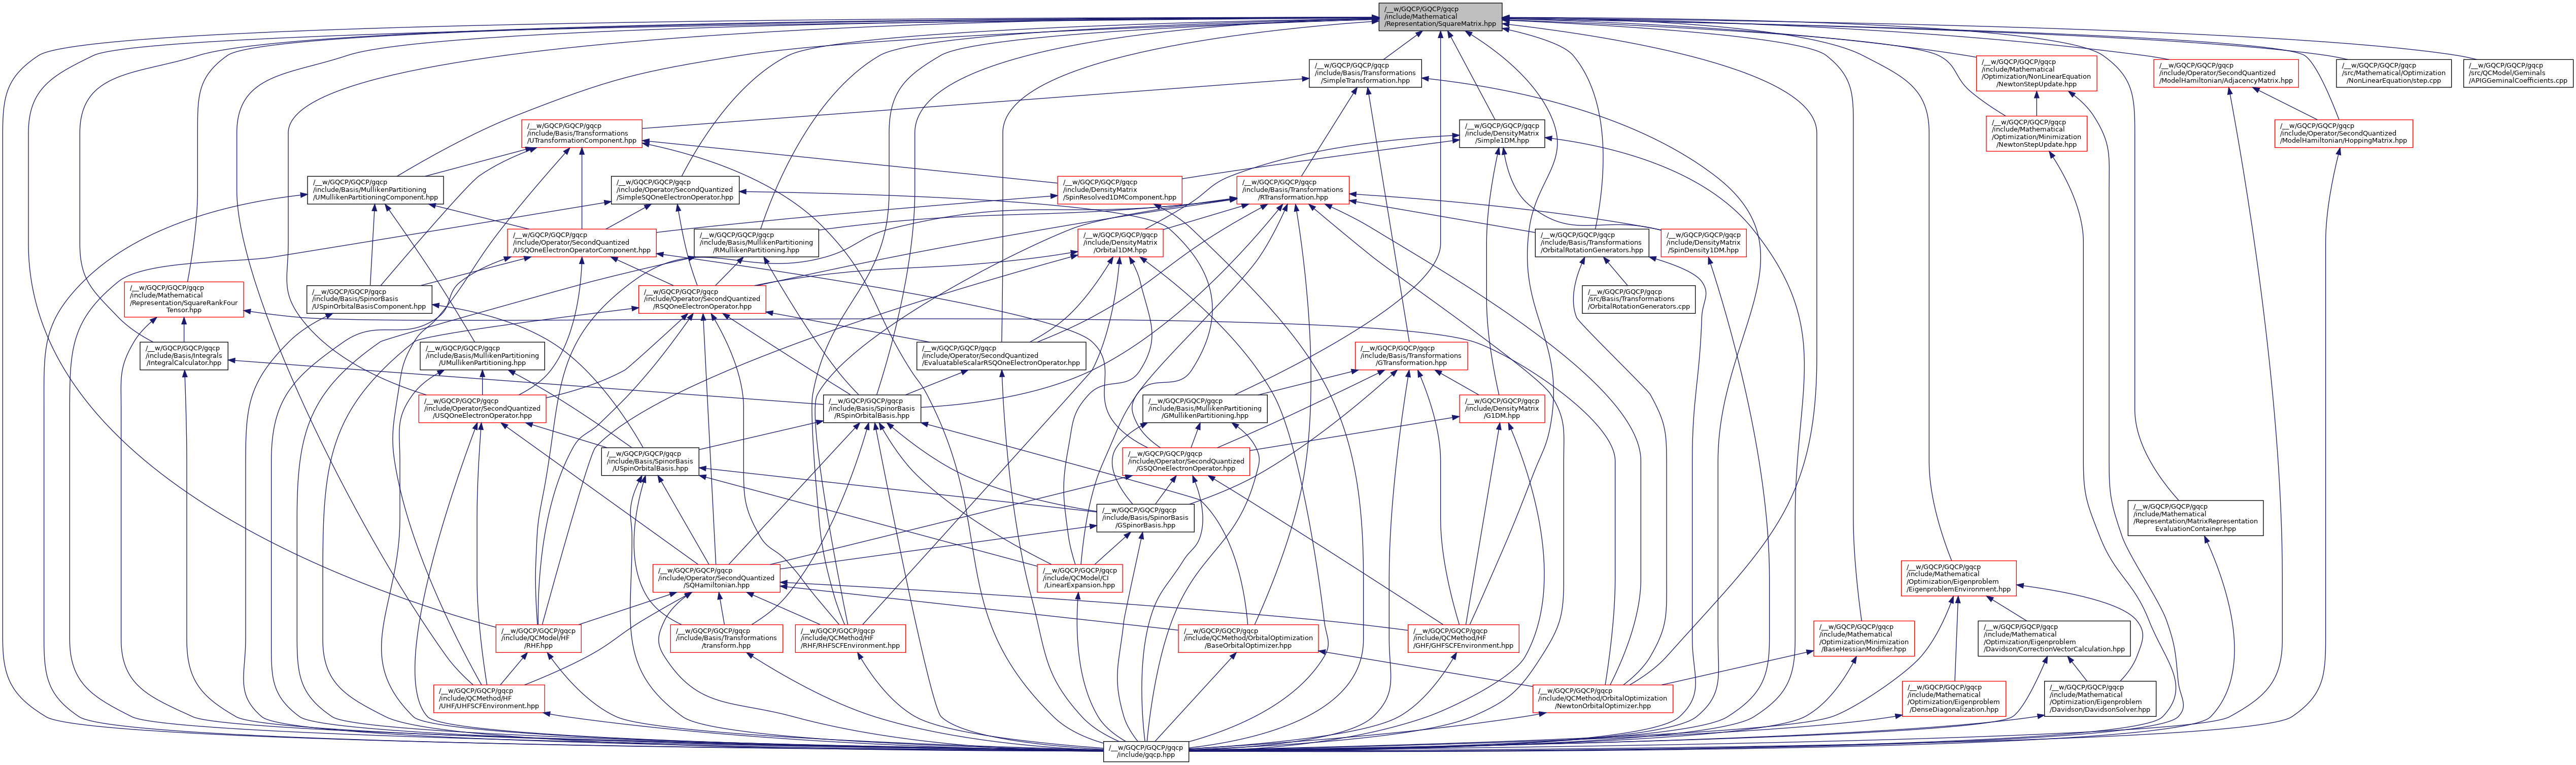 /__w/GQCP/GQCP/gqcp
/include/Mathematical
/Representation/SquareMatrix.hpp
/__w/GQCP/GQCP/gqcp
/include/Basis/Transformations
/SimpleTransformation.hpp
/__w/GQCP/GQCP/gqcp
/include/Mathematical
/Optimization/NonLinearEquation
/NewtonStepUpdate.hpp
/__w/GQCP/GQCP/gqcp
/include/Operator/SecondQuantized
/ModelHamiltonian/AdjacencyMatrix.hpp
/__w/GQCP/GQCP/gqcp
/src/Mathematical/Optimization
/NonLinearEquation/step.cpp
/__w/GQCP/GQCP/gqcp
/src/QCModel/Geminals
/APIGGeminalCoefficients.cpp
/__w/GQCP/GQCP/gqcp
/include/Basis/Transformations
/UTransformationComponent.hpp
/__w/GQCP/GQCP/gqcp
/include/DensityMatrix
/Simple1DM.hpp
/__w/GQCP/GQCP/gqcp
/include/Mathematical
/Optimization/Minimization
/NewtonStepUpdate.hpp
/__w/GQCP/GQCP/gqcp
/include/Operator/SecondQuantized
/ModelHamiltonian/HoppingMatrix.hpp
/__w/GQCP/GQCP/gqcp
/include/Basis/MullikenPartitioning
/UMullikenPartitioningComponent.hpp
/__w/GQCP/GQCP/gqcp
/include/Operator/SecondQuantized
/SimpleSQOneElectronOperator.hpp
/__w/GQCP/GQCP/gqcp
/include/DensityMatrix
/SpinResolved1DMComponent.hpp
/__w/GQCP/GQCP/gqcp
/include/Basis/Transformations
/RTransformation.hpp
/__w/GQCP/GQCP/gqcp
/include/Operator/SecondQuantized
/USQOneElectronOperatorComponent.hpp
/__w/GQCP/GQCP/gqcp
/include/Basis/MullikenPartitioning
/RMullikenPartitioning.hpp
/__w/GQCP/GQCP/gqcp
/include/DensityMatrix
/Orbital1DM.hpp
/__w/GQCP/GQCP/gqcp
/include/Basis/Transformations
/OrbitalRotationGenerators.hpp
/__w/GQCP/GQCP/gqcp
/include/DensityMatrix
/SpinDensity1DM.hpp
/__w/GQCP/GQCP/gqcp
/include/Mathematical
/Representation/SquareRankFour
Tensor.hpp
/__w/GQCP/GQCP/gqcp
/include/Basis/SpinorBasis
/USpinOrbitalBasisComponent.hpp
/__w/GQCP/GQCP/gqcp
/include/Operator/SecondQuantized
/RSQOneElectronOperator.hpp
/__w/GQCP/GQCP/gqcp
/src/Basis/Transformations
/OrbitalRotationGenerators.cpp
/__w/GQCP/GQCP/gqcp
/include/Basis/Integrals
/IntegralCalculator.hpp
/__w/GQCP/GQCP/gqcp
/include/Basis/MullikenPartitioning
/UMullikenPartitioning.hpp
/__w/GQCP/GQCP/gqcp
/include/Operator/SecondQuantized
/EvaluatableScalarRSQOneElectronOperator.hpp
/__w/GQCP/GQCP/gqcp
/include/Basis/Transformations
/GTransformation.hpp
/__w/GQCP/GQCP/gqcp
/include/Operator/SecondQuantized
/USQOneElectronOperator.hpp
/__w/GQCP/GQCP/gqcp
/include/Basis/SpinorBasis
/RSpinOrbitalBasis.hpp
/__w/GQCP/GQCP/gqcp
/include/Basis/MullikenPartitioning
/GMullikenPartitioning.hpp
/__w/GQCP/GQCP/gqcp
/include/DensityMatrix
/G1DM.hpp
/__w/GQCP/GQCP/gqcp
/include/Basis/SpinorBasis
/USpinOrbitalBasis.hpp
/__w/GQCP/GQCP/gqcp
/include/Operator/SecondQuantized
/GSQOneElectronOperator.hpp
/__w/GQCP/GQCP/gqcp
/include/Basis/SpinorBasis
/GSpinorBasis.hpp
/__w/GQCP/GQCP/gqcp
/include/Mathematical
/Representation/MatrixRepresentation
EvaluationContainer.hpp
/__w/GQCP/GQCP/gqcp
/include/Operator/SecondQuantized
/SQHamiltonian.hpp
/__w/GQCP/GQCP/gqcp
/include/QCModel/CI
/LinearExpansion.hpp
/__w/GQCP/GQCP/gqcp
/include/Mathematical
/Optimization/Eigenproblem
/EigenproblemEnvironment.hpp
/__w/GQCP/GQCP/gqcp
/include/QCModel/HF
/RHF.hpp
/__w/GQCP/GQCP/gqcp
/include/Basis/Transformations
/transform.hpp
/__w/GQCP/GQCP/gqcp
/include/QCMethod/HF
/RHF/RHFSCFEnvironment.hpp
/__w/GQCP/GQCP/gqcp
/include/QCMethod/OrbitalOptimization
/BaseOrbitalOptimizer.hpp
/__w/GQCP/GQCP/gqcp
/include/QCMethod/HF
/GHF/GHFSCFEnvironment.hpp
/__w/GQCP/GQCP/gqcp
/include/Mathematical
/Optimization/Minimization
/BaseHessianModifier.hpp
/__w/GQCP/GQCP/gqcp
/include/Mathematical
/Optimization/Eigenproblem
/Davidson/CorrectionVectorCalculation.hpp
/__w/GQCP/GQCP/gqcp
/include/QCMethod/HF
/UHF/UHFSCFEnvironment.hpp
/__w/GQCP/GQCP/gqcp
/include/QCMethod/OrbitalOptimization
/NewtonOrbitalOptimizer.hpp
/__w/GQCP/GQCP/gqcp
/include/Mathematical
/Optimization/Eigenproblem
/DenseDiagonalization.hpp
/__w/GQCP/GQCP/gqcp
/include/Mathematical
/Optimization/Eigenproblem
/Davidson/DavidsonSolver.hpp
/__w/GQCP/GQCP/gqcp
/include/gqcp.hpp